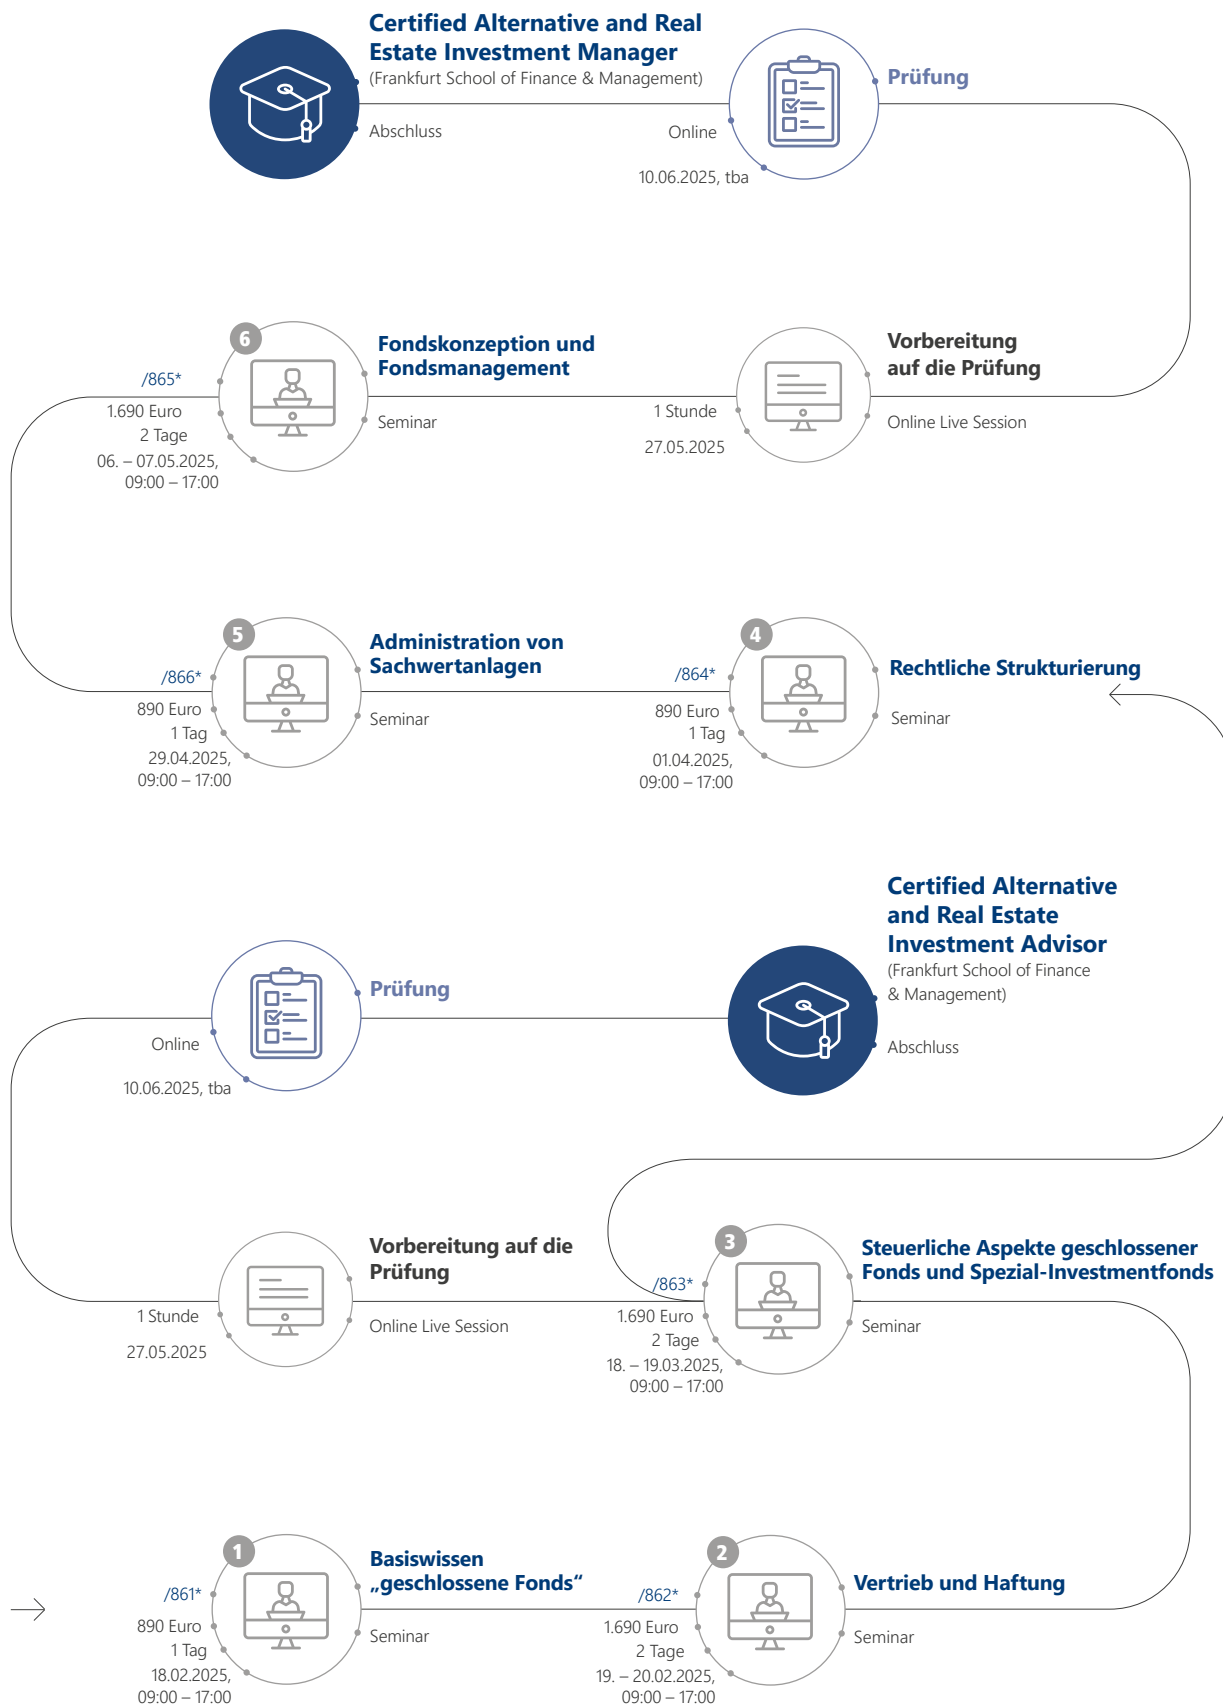 Certified Alternative and Real
Estate Investment Manager
(Frankfurt School of Finance & Management)
Abschluss
Prüfung
Online
10.06.2025, tba
6
Fondskonzeption und
Fondsmanagement
/865*
1.690 Euro
2 Tage
06. – 07.05.2025,
09:00 – 17:00
Seminar
Vorbereitung
auf die Prüfung
1 Stunde
27.05.2025
Online Live Session
5
Administration von
Sachwertanlagen
/866*
890 Euro
1 Tag
29.04.2025,
09:00 – 17:00
Seminar
4
Rechtliche Strukturierung
/864*
890 Euro
1 Tag
01.04.2025,
09:00 – 17:00
Seminar
Certified Alternative
and Real Estate
Investment Advisor
(Frankfurt School of Finance
& Management)
Abschluss
Prüfung
Online
10.06.2025, tba
Vorbereitung auf die
Prüfung
1 Stunde
27.05.2025
Online Live Session
3
Steuerliche Aspekte geschlossener
Fonds und Spezial-Investmentfonds
/863*
1.690 Euro
2 Tage
18. – 19.03.2025,
09:00 – 17:00
Seminar
1
Basiswissen
„geschlossene Fonds“
/861*
890 Euro
1 Tag
18.02.2025,
09:00 – 17:00
Seminar
2
Vertrieb und Haftung
/862*
1.690 Euro
2 Tage
19. – 20.02.2025,
09:00 – 17:00
Seminar